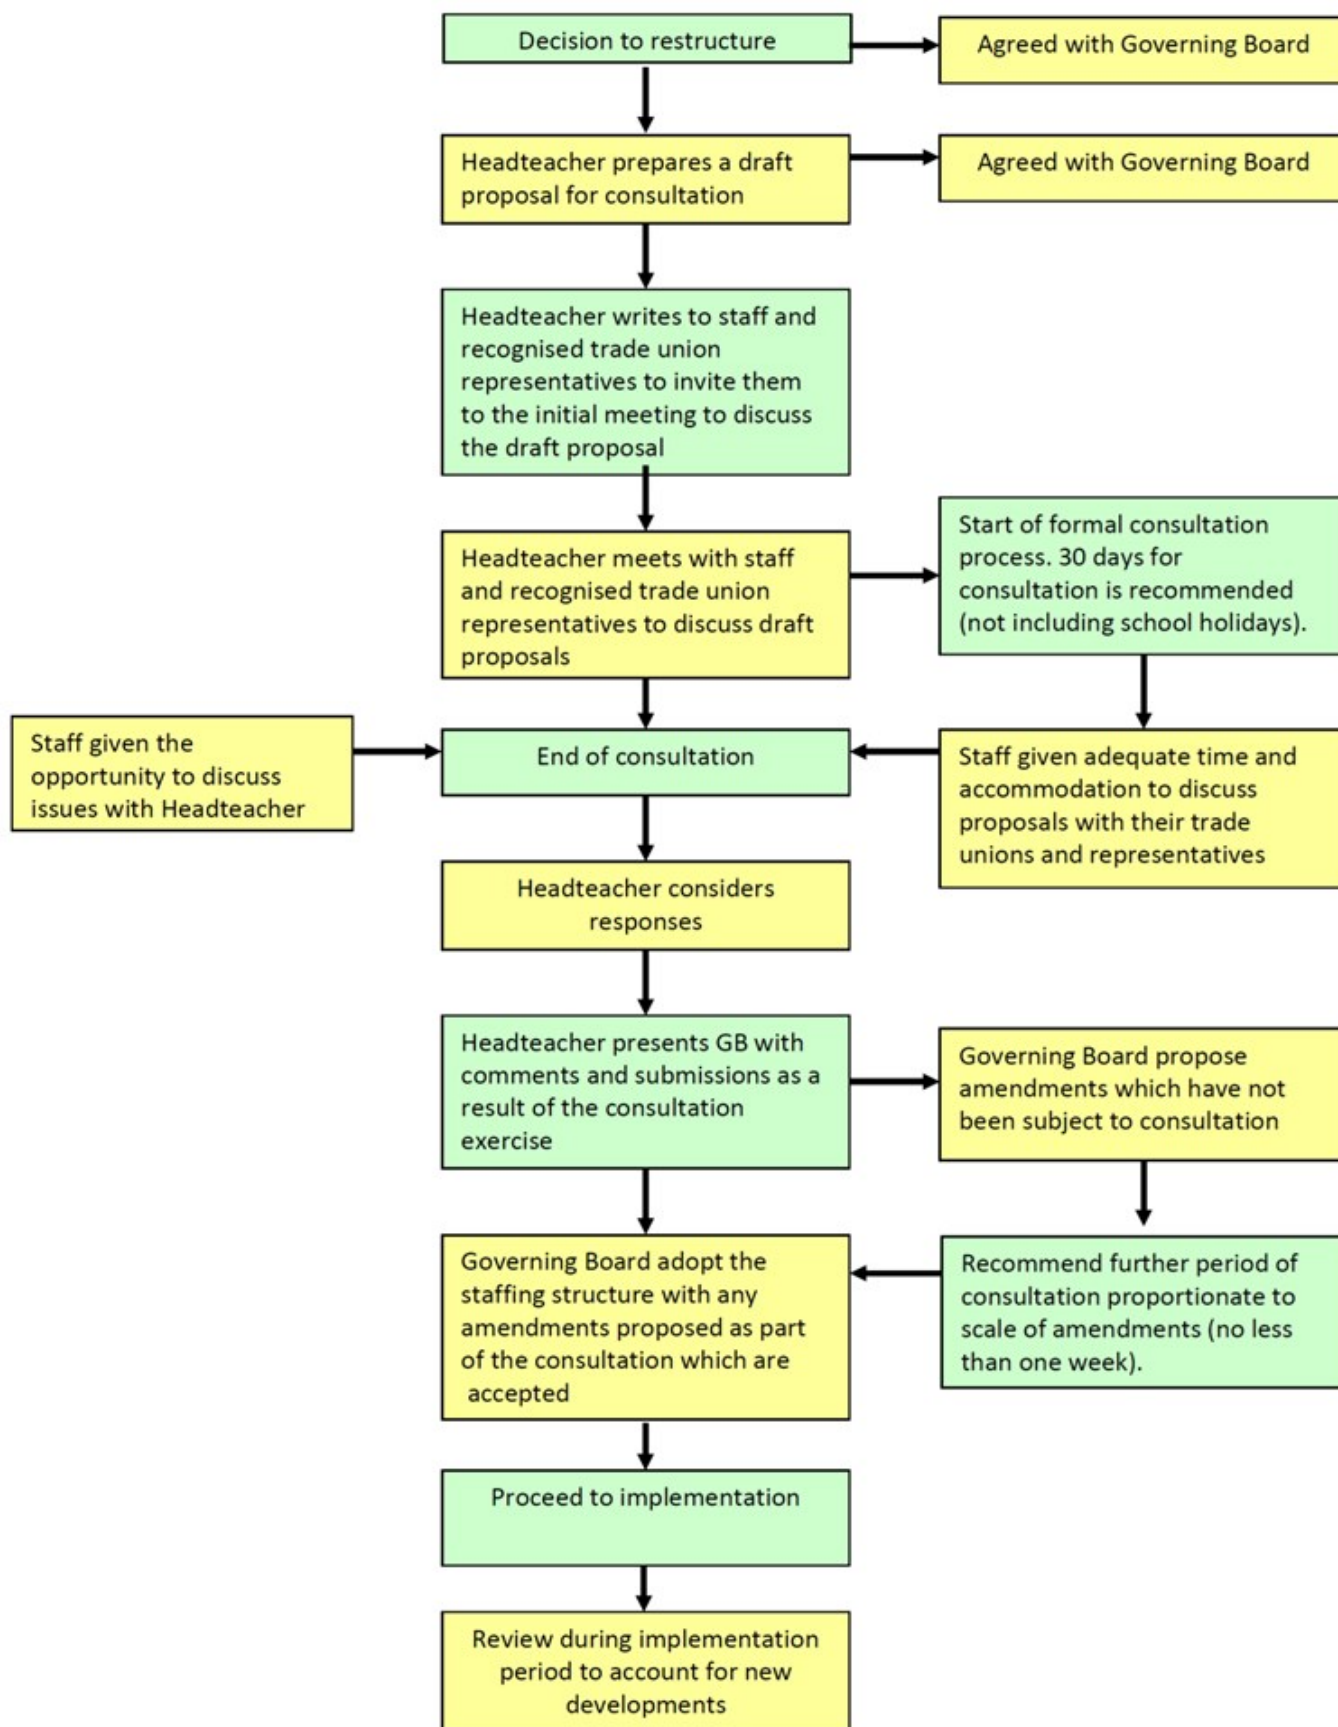 Decision to restructure
Agreed with Governing Board
Headteacher prepares a draft
proposal for consultation
Agreed with Governing Board
Headteacher writes to staff and
recognised trade union
representatives to invite them
to the initial meeting to discuss
the draft proposal
Headteacher meets with staff
and recognised trade union
representatives to discuss draft
proposals
Start of formal consultation
process. 30 days for
consultation is recommended
(not including school holidays).
Staff given the
opportunity to discuss
issues with Headteacher
End of consultation
Staff given adequate time and
accommodation to discuss
proposals with their trade
unions and representatives
Headteacher considers
responses
Headteacher presents GB with
comments and submissions as a
result of the consultation
exercise
Governing Board propose
amendments which have not
been subject to consultation
Governing Board adopt the
staffing structure with any
amendments proposed as part
of the consultation which are
accepted
Recommend further period of
consultation proportionate to
scale of amendments (no less
than one week).
Proceed to implementation
Review during implementation
period to account for new
developments